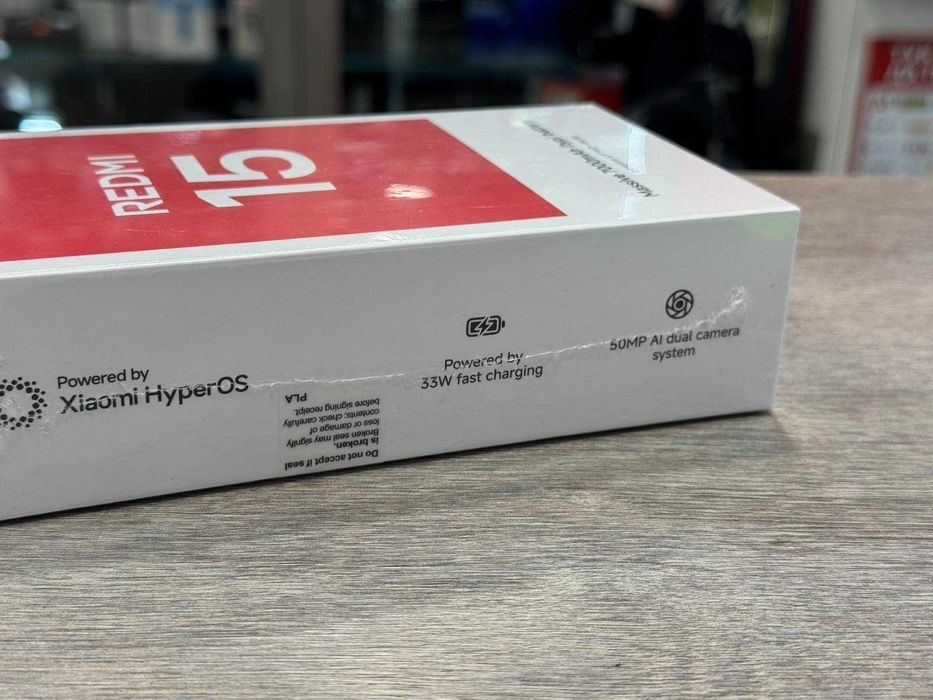 REDMI
15
Massive 7000mAh (typ) battery
Powered by
Xiaomi HyperOS
Powered by
33W fast charging
50MP AI dual camera
system
Do not accept if seal
is broken.
Broken seal may signify
loss or damage of
contents; check carefully
before signing receipt.
PLA